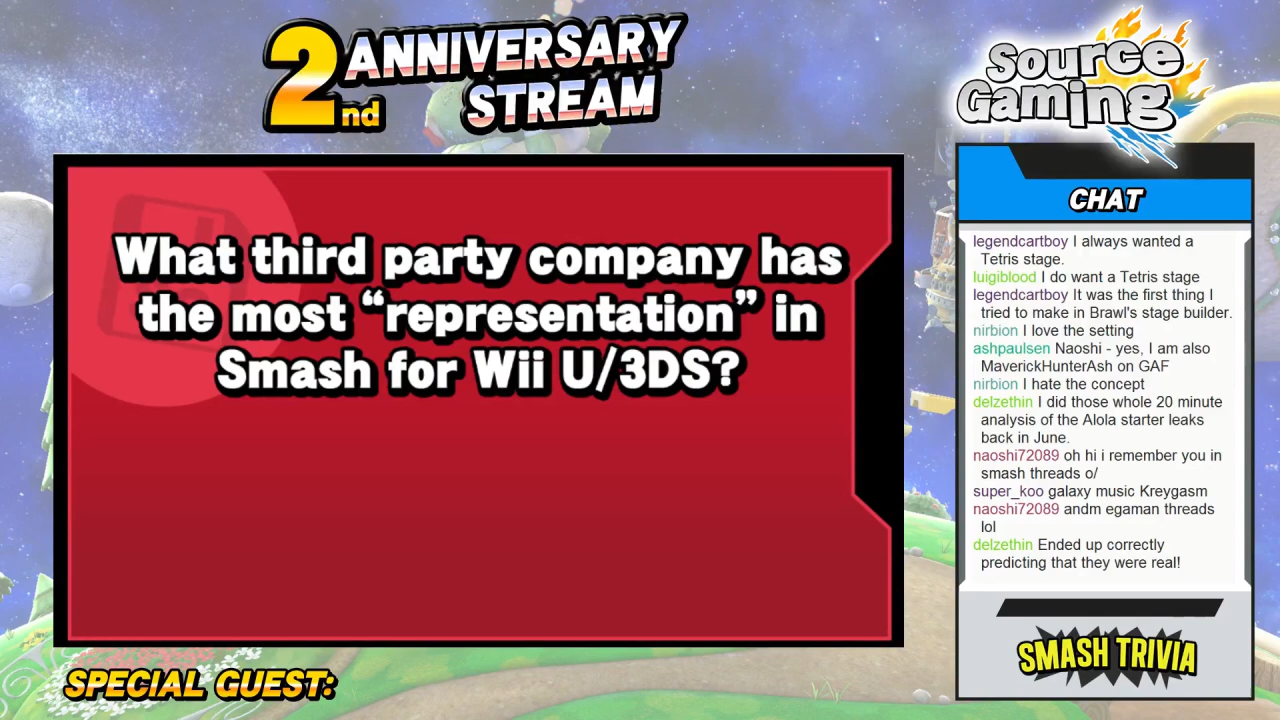 2nd ANNIVERSARY
STREAM
Source
Gaming
What third party company has
the most “representation” in
Smash for Wii U/3DS?
CHAT
legendcartboy I always wanted a
Tetris stage.
luigiblood I do want a Tetris stage
legendcartboy It was the first thing I
tried to make in Brawl's stage builder.
nirbion I love the setting
ashpaulsen Naoshi - yes, I am also
MaverickHunterAsh on GAF
nirbion I hate the concept
delzethin I did those whole 20 minute
analysis of the Alola starter leaks
back in June.
naoshi72089 oh hi i remember you in
smash threads o/
super_koo galaxy music Kreygasm
naoshi72089 andm egaman threads
lol
delzethin Ended up correctly
predicting that they were real!
SMASH TRIVIA
SPECIAL GUEST: